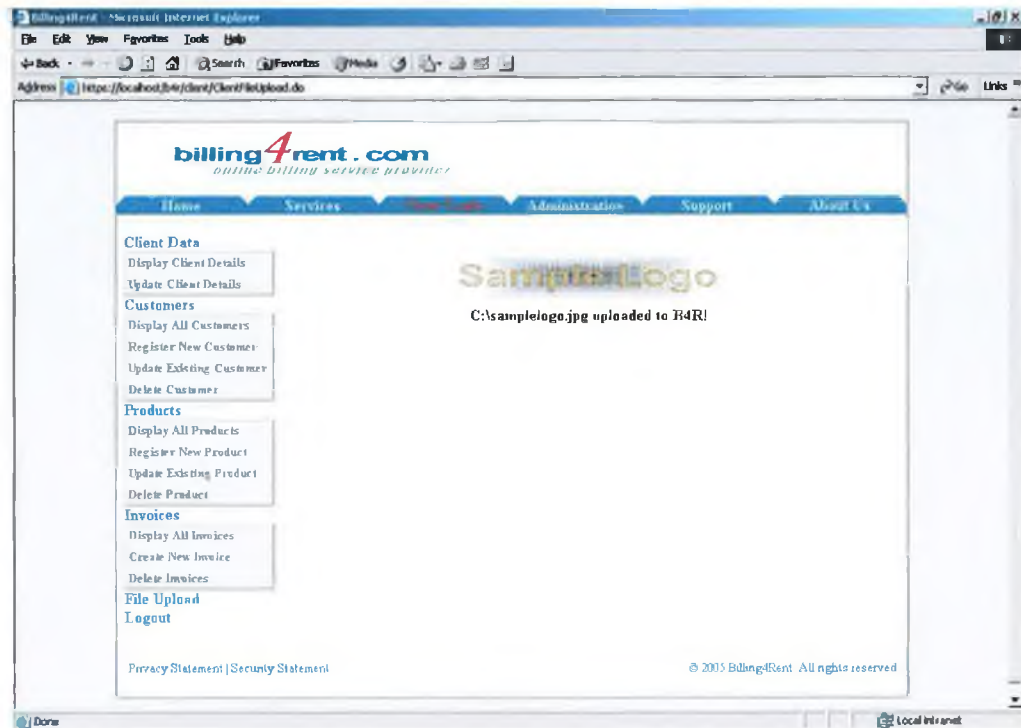 Billing4Rent - Microsoft Internet Explorer
File Edit View Favorites Tools Help
Back Search Favorites Media
Address https://localhost/b4r/client/ClientFileUpload.do Go Links
billing4rent.com
online billing service provider
Home Services Administration Support About Us
Client Data
Display Client Details
Update Client Details
Customers
Display All Customers
Register New Customer
Update Existing Customer
Delete Customer
Products
Display All Products
Register New Product
Update Existing Product
Delete Product
Invoices
Display All Invoices
Create New Invoice
Delete Invoices
File Upload
Logout
Sample Logo
C:\samplelogo.jpg uploaded to B4R!
Privacy Statement | Security Statement
© 2005 Billing4Rent All rights reserved
Done Local intranet